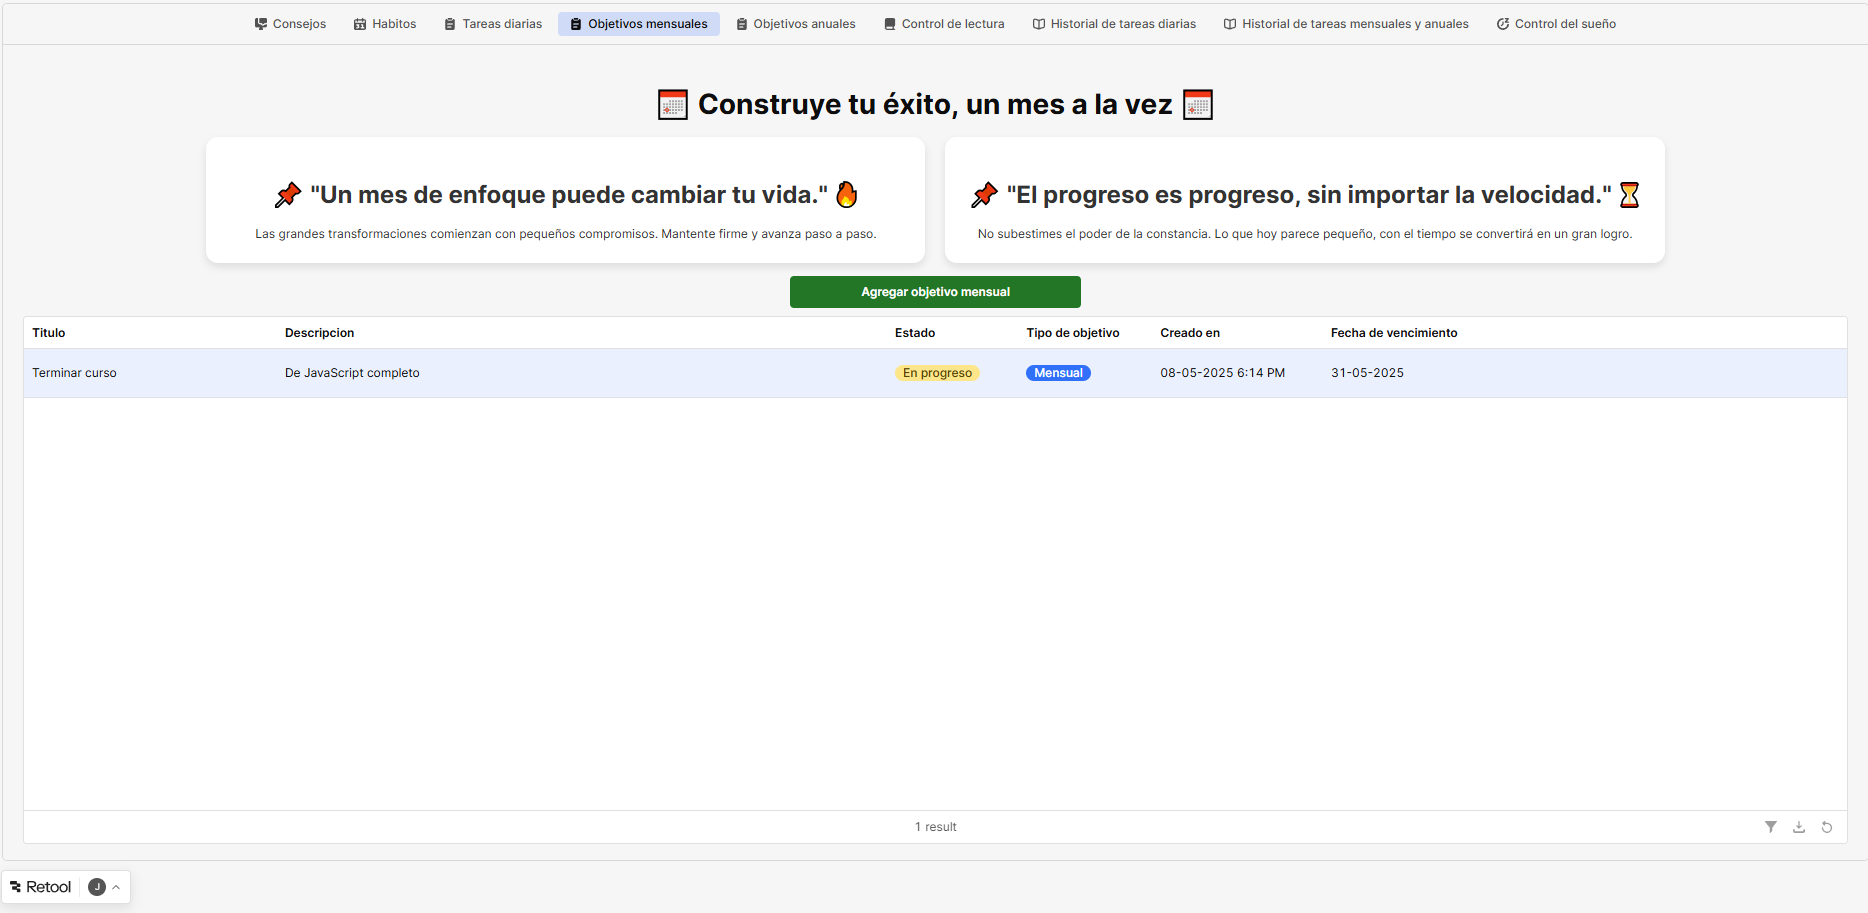 Consejos Habitos Tareas diarias Objetivos mensuales Objetivos anuales Control de lectura Historial de tareas diarias Historial de tareas mensuales y anuales Control del sueño
Construye tu éxito, un mes a la vez
"Un mes de enfoque puede cambiar tu vida."
Las grandes transformaciones comienzan con pequeños compromisos. Mantente firme y avanza paso a paso.
"El progreso es progreso, sin importar la velocidad."
No subestimes el poder de la constancia. Lo que hoy parece pequeño, con el tiempo se convertirá en un gran logro.
Agregar objetivo mensual
Titulo Descripcion Estado Tipo de objetivo Creado en Fecha de vencimiento
Terminar curso De JavaScript completo En progreso Mensual 08-05-2025 6:14 PM 31-05-2025
1 result
Retool J